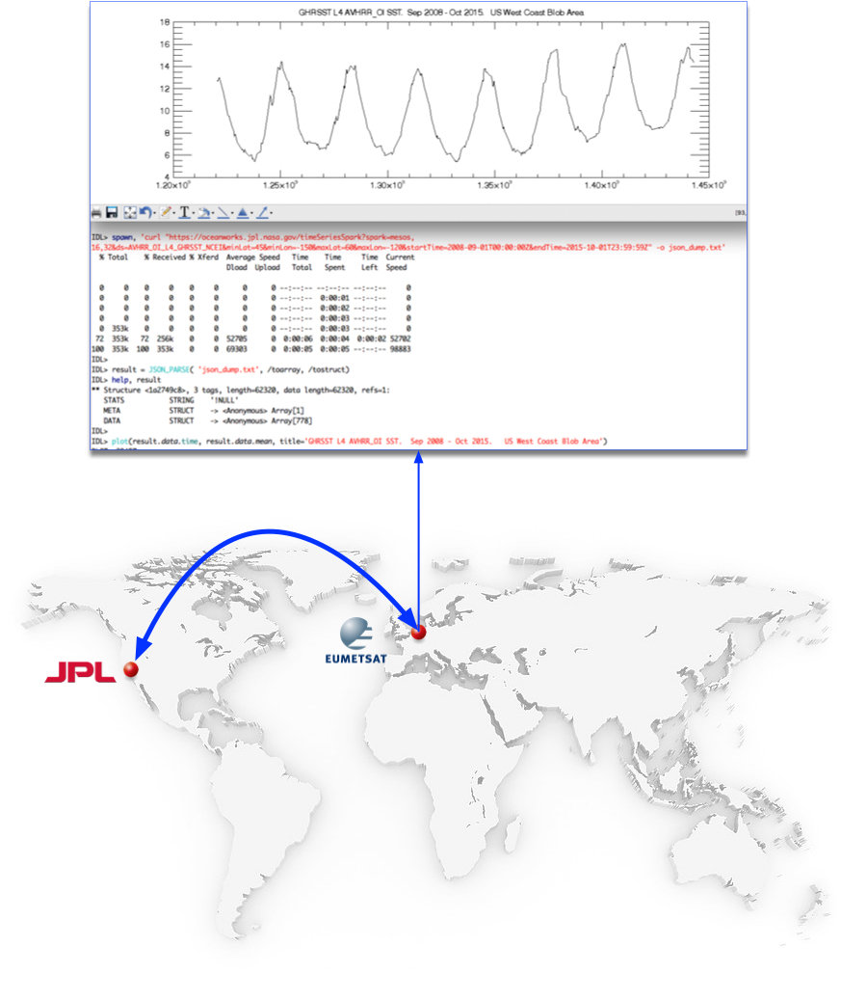 GHRSST L4 AVHRR_OI SST. Sep 2008 - Oct 2015. US West Coast Blob Area
18
16
14
12
10
8
6
4
1.20x10⁹ 1.25x10⁹ 1.30x10⁹ 1.35x10⁹ 1.40x10⁹ 1.45x10⁹
T [93,
IDL> spawn, 'curl "https://oceanworks.jpl.nasa.gov/timeSeriesSpark?spark=mesos,
16,32&ds=AVHRR_OI_L4_GHRSST_NCEI&minLat=45&minLon=-150&maxLat=60&maxLon=-120&startTime=2008-09-01T00:00:00Z&endTime=2015-10-01T23:59:59Z" -o json_dump.txt'
% Total % Received % Xferd Average Speed Time Time Time Current
Dload Upload Total Spent Left Speed
0 0 0 0 0 0 0 0 --:--:-- --:--:-- --:--:-- 0
0 0 0 0 0 0 0 0 --:--:-- 0:00:01 --:--:-- 0
0 0 0 0 0 0 0 0 --:--:-- 0:00:02 --:--:-- 0
0 0 0 0 0 0 0 0 --:--:-- 0:00:03 --:--:-- 0
0 353k 0 0 0 0 0 0 --:--:-- 0:00:03 --:--:-- 0
72 353k 72 256k 0 0 52705 0 0:00:06 0:00:04 0:00:02 52702
100 353k 100 353k 0 0 69303 0 0:00:05 0:00:05 --:--:-- 98883
IDL>
IDL> result = JSON_PARSE( 'json_dump.txt', /toarray, /tostruct)
IDL> help, result
** Structure <1a2749c8>, 3 tags, length=62320, data length=62320, refs=1:
STATS STRING '!NULL'
META STRUCT -> <Anonymous> Array[1]
DATA STRUCT -> <Anonymous> Array[778]
IDL>
IDL> plot(result.data.time, result.data.mean, title='GHRSST L4 AVHRR_OI SST. Sep 2008 - Oct 2015. US West Coast Blob Area')
EUMETSAT
JPL